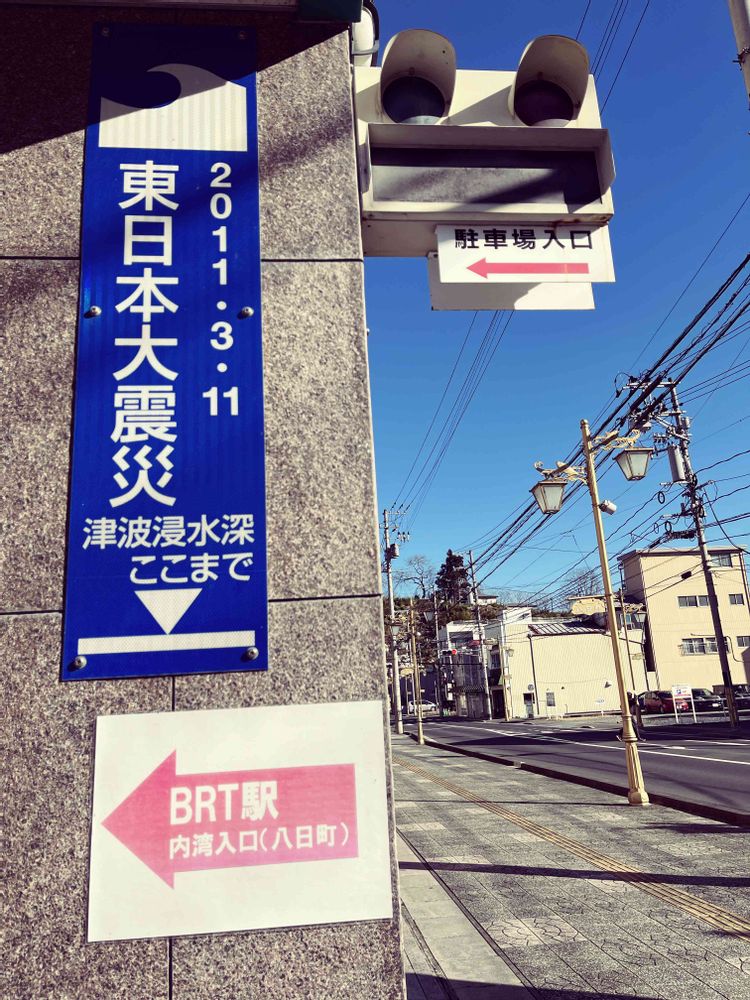 2011・3・11
東日本大震災
津波浸水深
ここまで
駐車場入口
BRT駅
内湾入口(八日町)